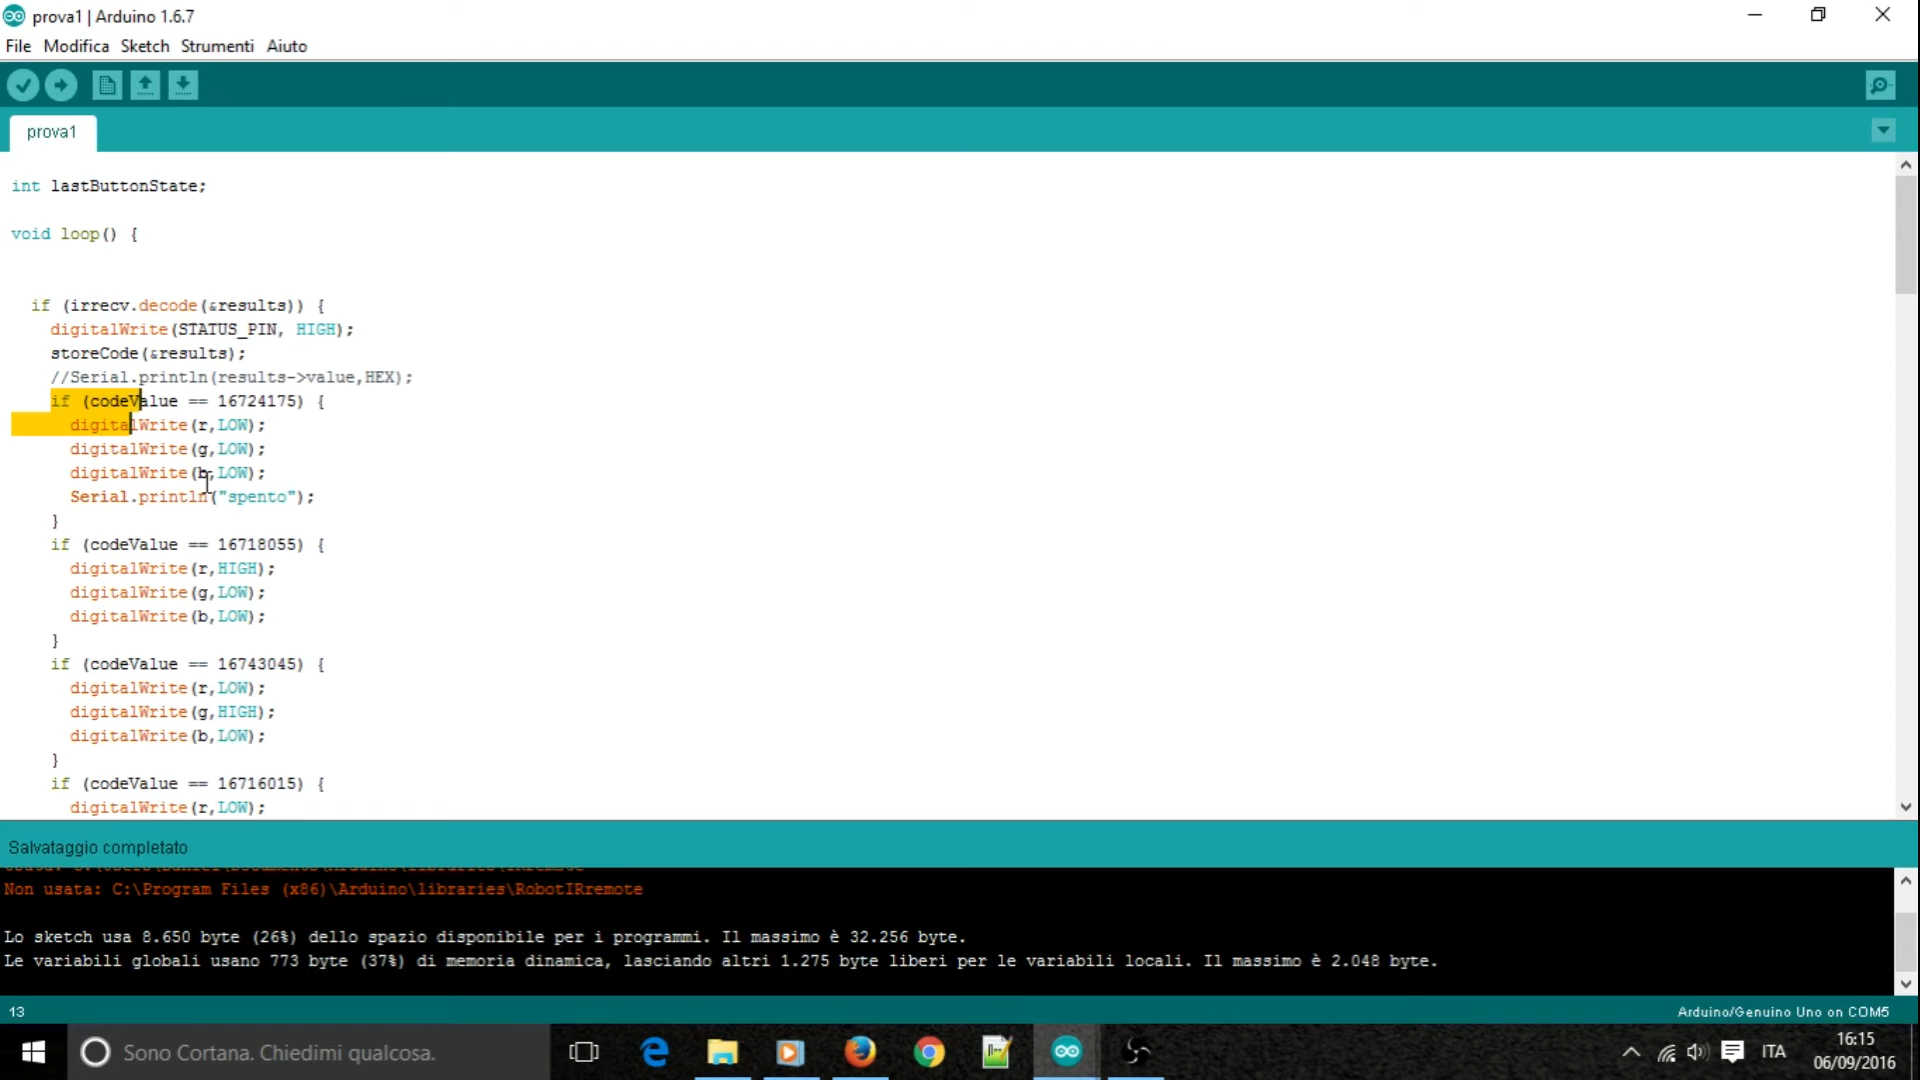 prova1 | Arduino 1.6.7
File Modifica Sketch Strumenti Aiuto
prova1
int lastButtonState;
void loop() {
if (irrecv.decode(&results)) {
digitalWrite(STATUS_PIN, HIGH);
storeCode(&results);
//Serial.println(results->value,HEX);
if (codeValue == 16724175) {
digitalWrite(r,LOW);
digitalWrite(g,LOW);
digitalWrite(b,LOW);
Serial.println("spento");
}
if (codeValue == 16718055) {
digitalWrite(r,HIGH);
digitalWrite(g,LOW);
digitalWrite(b,LOW);
}
if (codeValue == 16743045) {
digitalWrite(r,LOW);
digitalWrite(g,HIGH);
digitalWrite(b,LOW);
}
if (codeValue == 16716015) {
digitalWrite(r,LOW);
Salvataggio completato
Non usata: C:\Program Files (x86)\Arduino\libraries\RobotIRremote
Lo sketch usa 8.650 byte (26%) dello spazio disponibile per i programmi. Il massimo è 32.256 byte.
Le variabili globali usano 773 byte (37%) di memoria dinamica, lasciando altri 1.275 byte liberi per le variabili locali. Il massimo è 2.048 byte.
13
Arduino/Genuino Uno on COM5
Sono Cortana. Chiedimi qualcosa.
ITA
16:15
06/09/2016